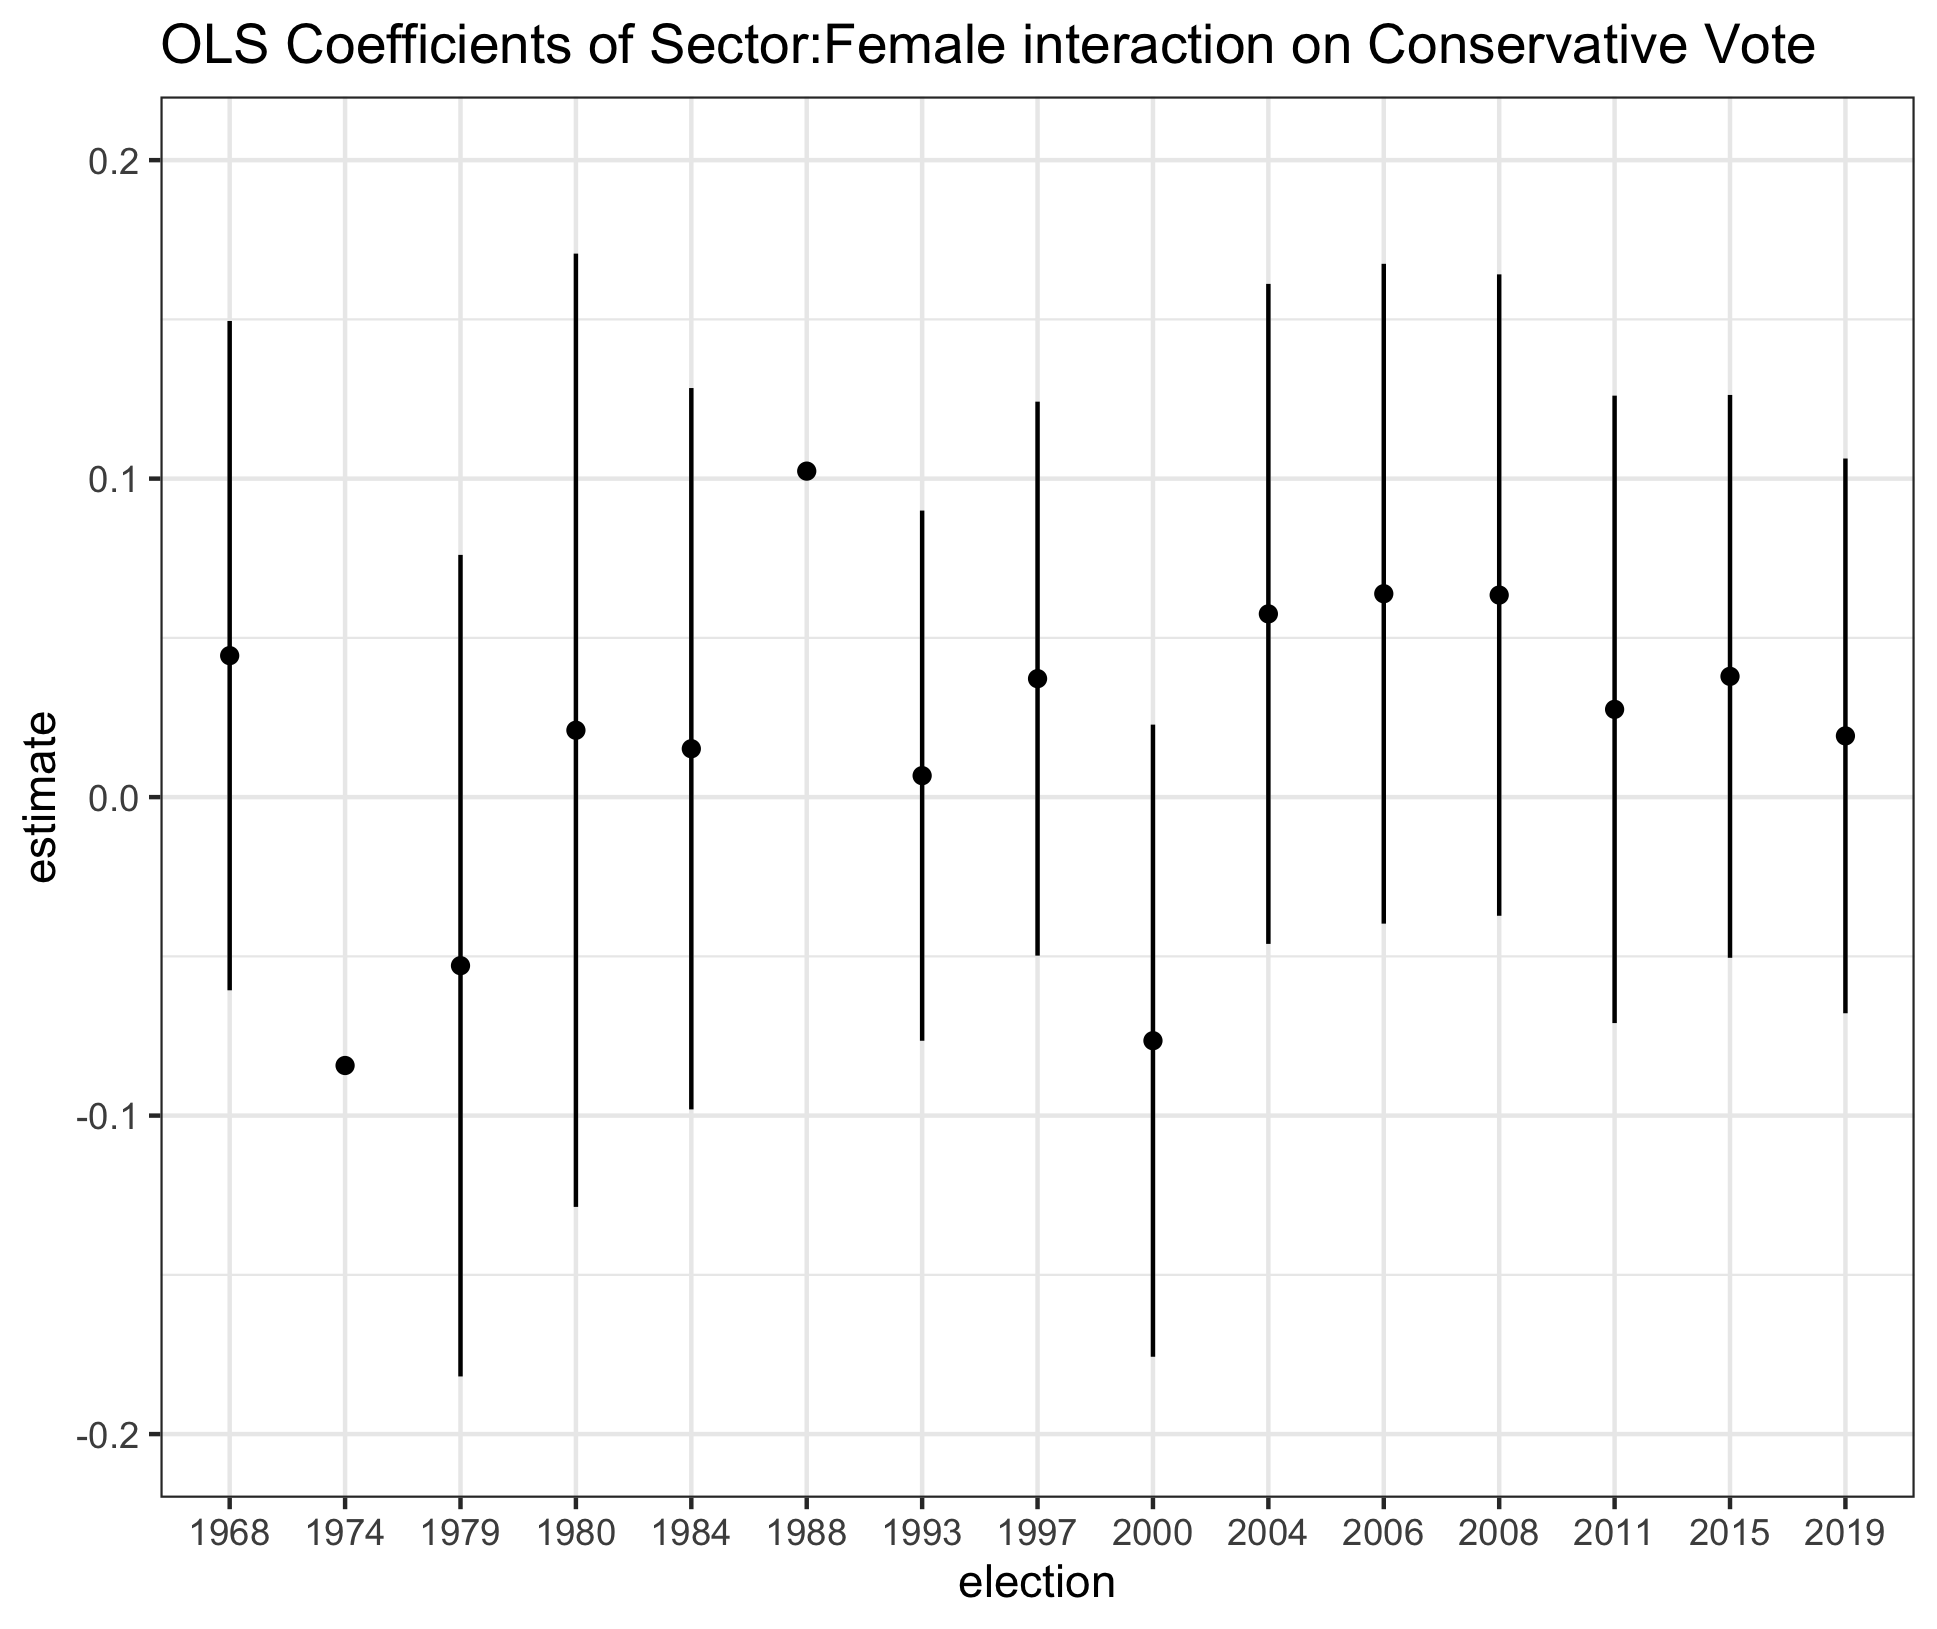 OLS Coefficients of Sector:Female interaction on Conservative Vote
0.2
0.1
0.0
-0.1
-0.2
estimate
1968 1974 1979 1980 1984 1988 1993 1997 2000 2004 2006 2008 2011 2015 2019
election